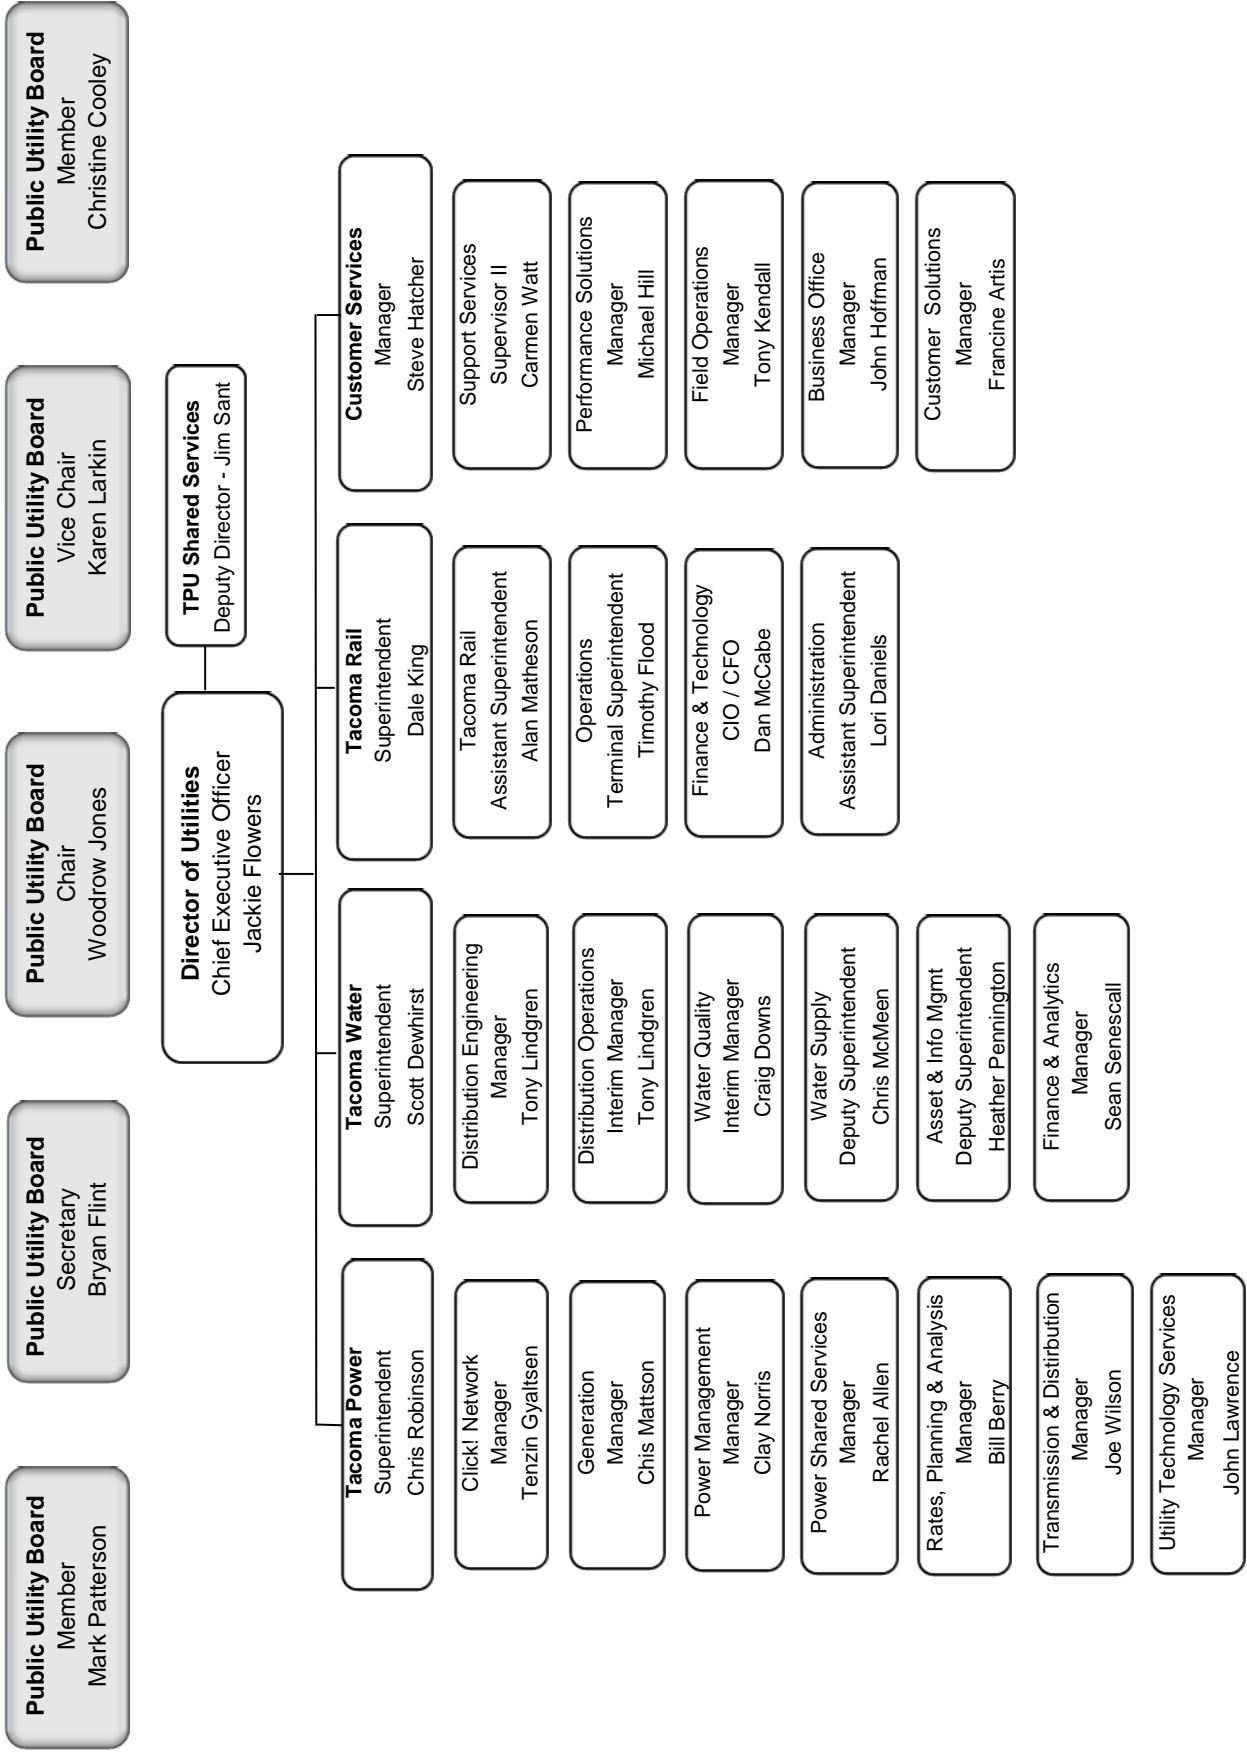 Public Utility Board
Member
Mark Patterson
Public Utility Board
Secretary
Bryan Flint
Public Utility Board
Chair
Woodrow Jones
Public Utility Board
Vice Chair
Karen Larkin
Public Utility Board
Member
Christine Cooley
Director of Utilities
Chief Executive Officer
Jackie Flowers
TPU Shared Services
Deputy Director - Jim Sant
Tacoma Power
Superintendent
Chris Robinson
Click! Network
Manager
Tenzin Gyaltsen
Generation
Manager
Chis Mattson
Power Management
Manager
Clay Norris
Power Shared Services
Manager
Rachel Allen
Rates, Planning & Analysis
Manager
Bill Berry
Transmission & Distirbution
Manager
Joe Wilson
Utility Technology Services
Manager
John Lawrence
Tacoma Water
Superintendent
Scott Dewhirst
Distribution Engineering
Manager
Tony Lindgren
Distribution Operations
Interim Manager
Tony Lindgren
Water Quality
Interim Manager
Craig Downs
Water Supply
Deputy Superintendent
Chris McMeen
Asset & Info Mgmt
Deputy Superintendent
Heather Pennington
Finance & Analytics
Manager
Sean Senescall
Tacoma Rail
Superintendent
Dale King
Tacoma Rail
Assistant Superintendent
Alan Matheson
Operations
Terminal Superintendent
Timothy Flood
Finance & Technology
CIO / CFO
Dan McCabe
Administration
Assistant Superintendent
Lori Daniels
Customer Services
Manager
Steve Hatcher
Support Services
Supervisor II
Carmen Watt
Performance Solutions
Manager
Michael Hill
Field Operations
Manager
Tony Kendall
Business Office
Manager
John Hoffman
Customer Solutions
Manager
Francine Artis